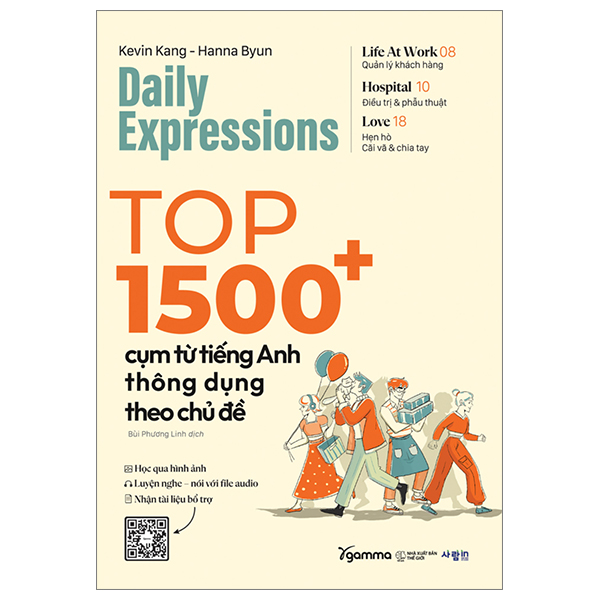 Kevin Kang - Hanna Byun
Daily
Expressions
Life At Work 08
Quản lý khách hàng
Hospital 10
Điều trị & phẫu thuật
Love 18
Hẹn hò
Cãi vã & chia tay
TOP
1500+
cụm từ tiếng Anh
thông dụng
theo chủ đề
Bùi Phương Linh dịch
Học qua hình ảnh
Luyện nghe – nói với file audio
Nhận tài liệu bổ trợ
gamma
NHÀ XUẤT BẢN
THẾ GIỚI
사람in